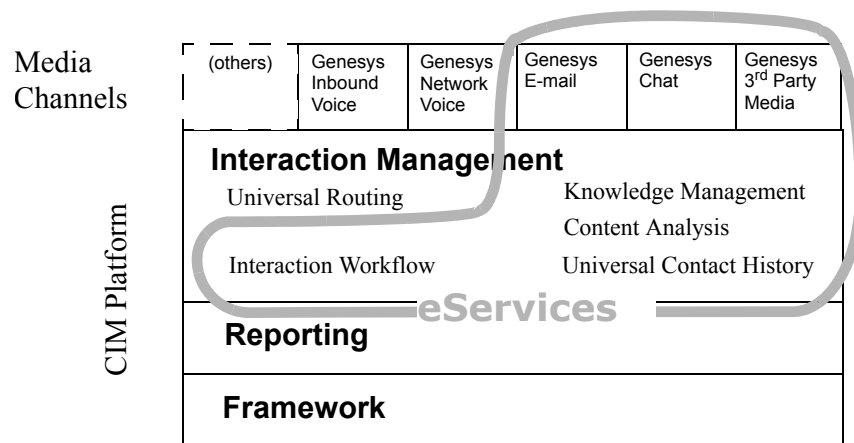 Media
Channels
(others)
Genesys
Inbound
Voice
Genesys
Network
Voice
Genesys
E-mail
Genesys
Chat
Genesys
3rd Party
Media
CIM Platform
Interaction Management
Universal Routing
Knowledge Management
Content Analysis
Interaction Workflow
Universal Contact History
eServices
Reporting
Framework